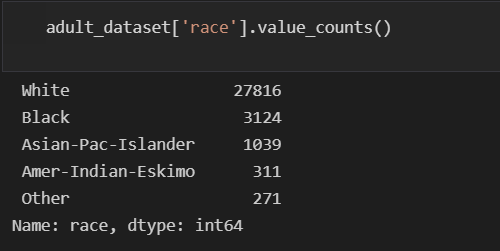 adult_dataset['race'].value_counts()
White 27816
Black 3124
Asian-Pac-Islander 1039
Amer-Indian-Eskimo 311
Other 271
Name: race, dtype: int64